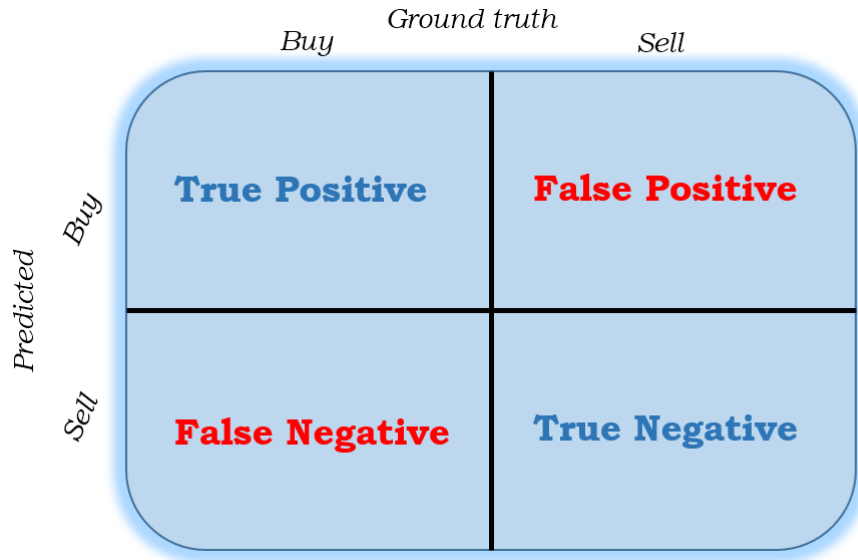 Ground truth
Buy
Sell
Predicted
Buy
True Positive
False Positive
Sell
False Negative
True Negative